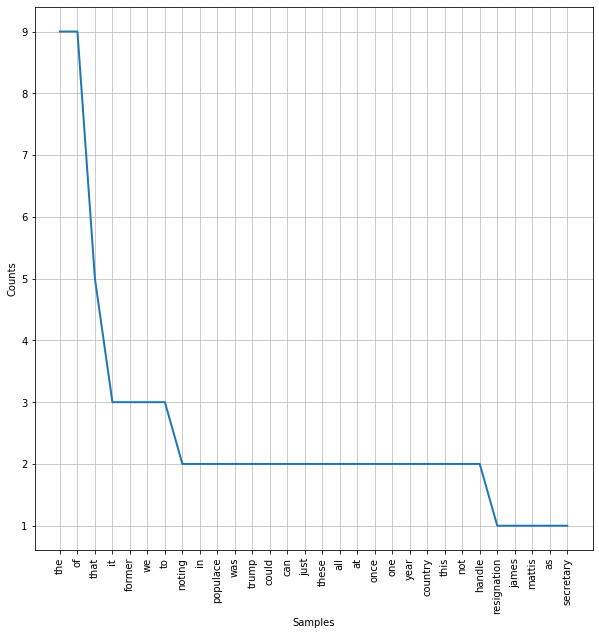 9
8
7
6
5
4
3
2
1
Counts
the
of
that
it
former
we
to
noting
in
populace
was
trump
could
can
just
these
all
at
once
one
year
country
this
not
handle
resignation
james
mattis
as
secretary
Samples